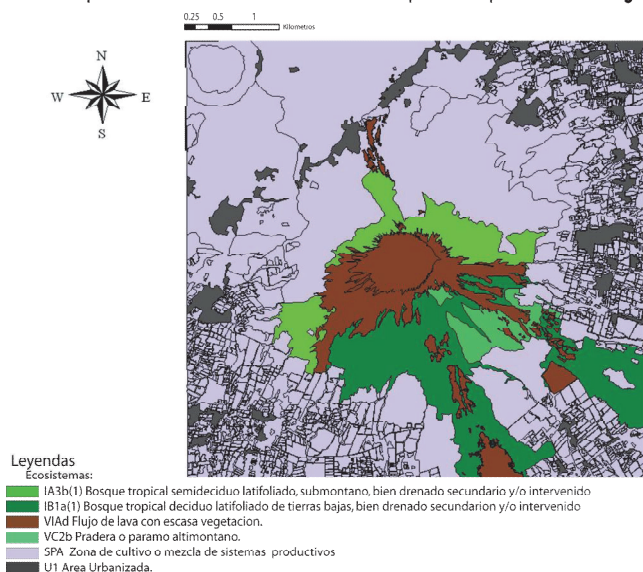 0.25 0.5 1
Kilometros
N
W E
S
Leyendas
Ecosistemas:
IA3b(1) Bosque tropical semideciduo latifoliado, submontano, bien drenado secundario y/o intervenido
IB1a(1) Bosque tropical deciduo latifoliado de tierras bajas, bien drenado secundarion y/o intervenido
VIAd Flujo de lava con escasa vegetacion.
VC2b Pradera o paramo altimontano.
SPA Zona de cultivo o mezcla de sistemas productivos
U1 Area Urbanizada.